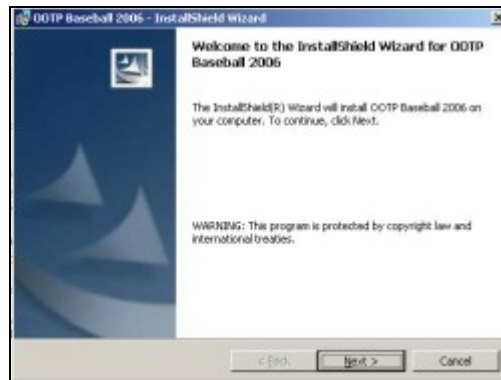 OOTP Baseball 2006 - InstallShield Wizard
Welcome to the InstallShield Wizard for OOTP
Baseball 2006
The InstallShield(R) Wizard will install OOTP Baseball 2006 on
your computer. To continue, click Next.
WARNING: This program is protected by copyright law and
international treaties.
< Back
Next >
Cancel